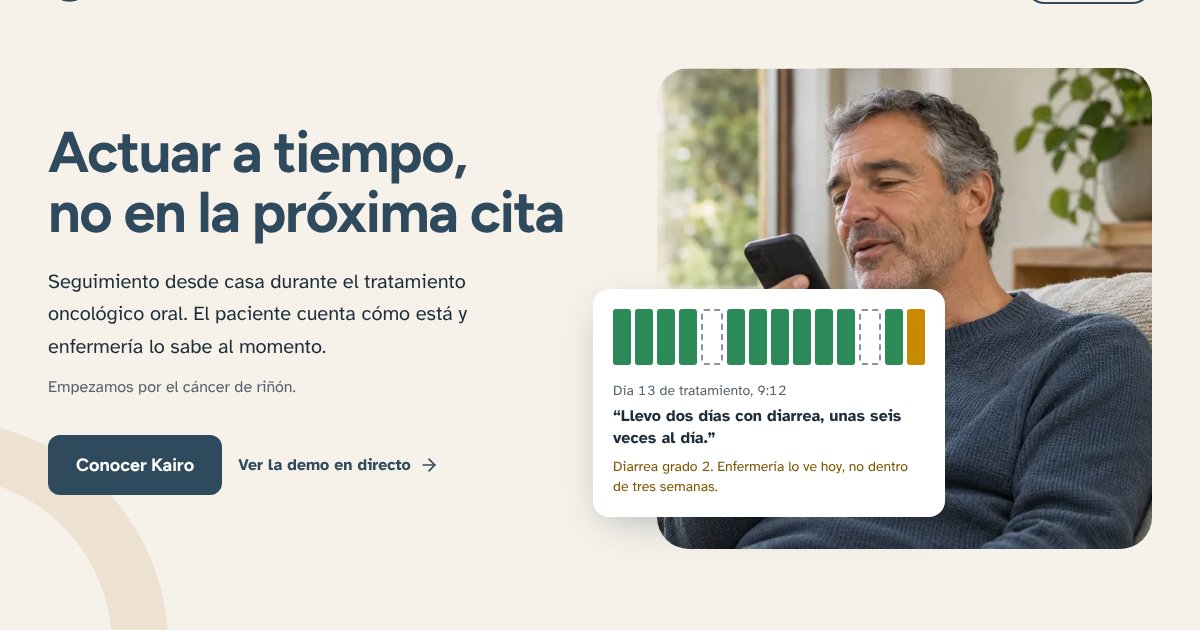 Actuar a tiempo,
no en la próxima cita
Seguimiento desde casa durante el tratamiento
oncológico oral. El paciente cuenta cómo está y
enfermería lo sabe al momento.
Empezamos por el cáncer de riñón.
Conocer Kairo
Ver la demo en directo →
Día 13 de tratamiento, 9:12
“Llevo dos días con diarrea, unas seis
veces al día.”
Diarrea grado 2. Enfermería lo ve hoy, no dentro
de tres semanas.